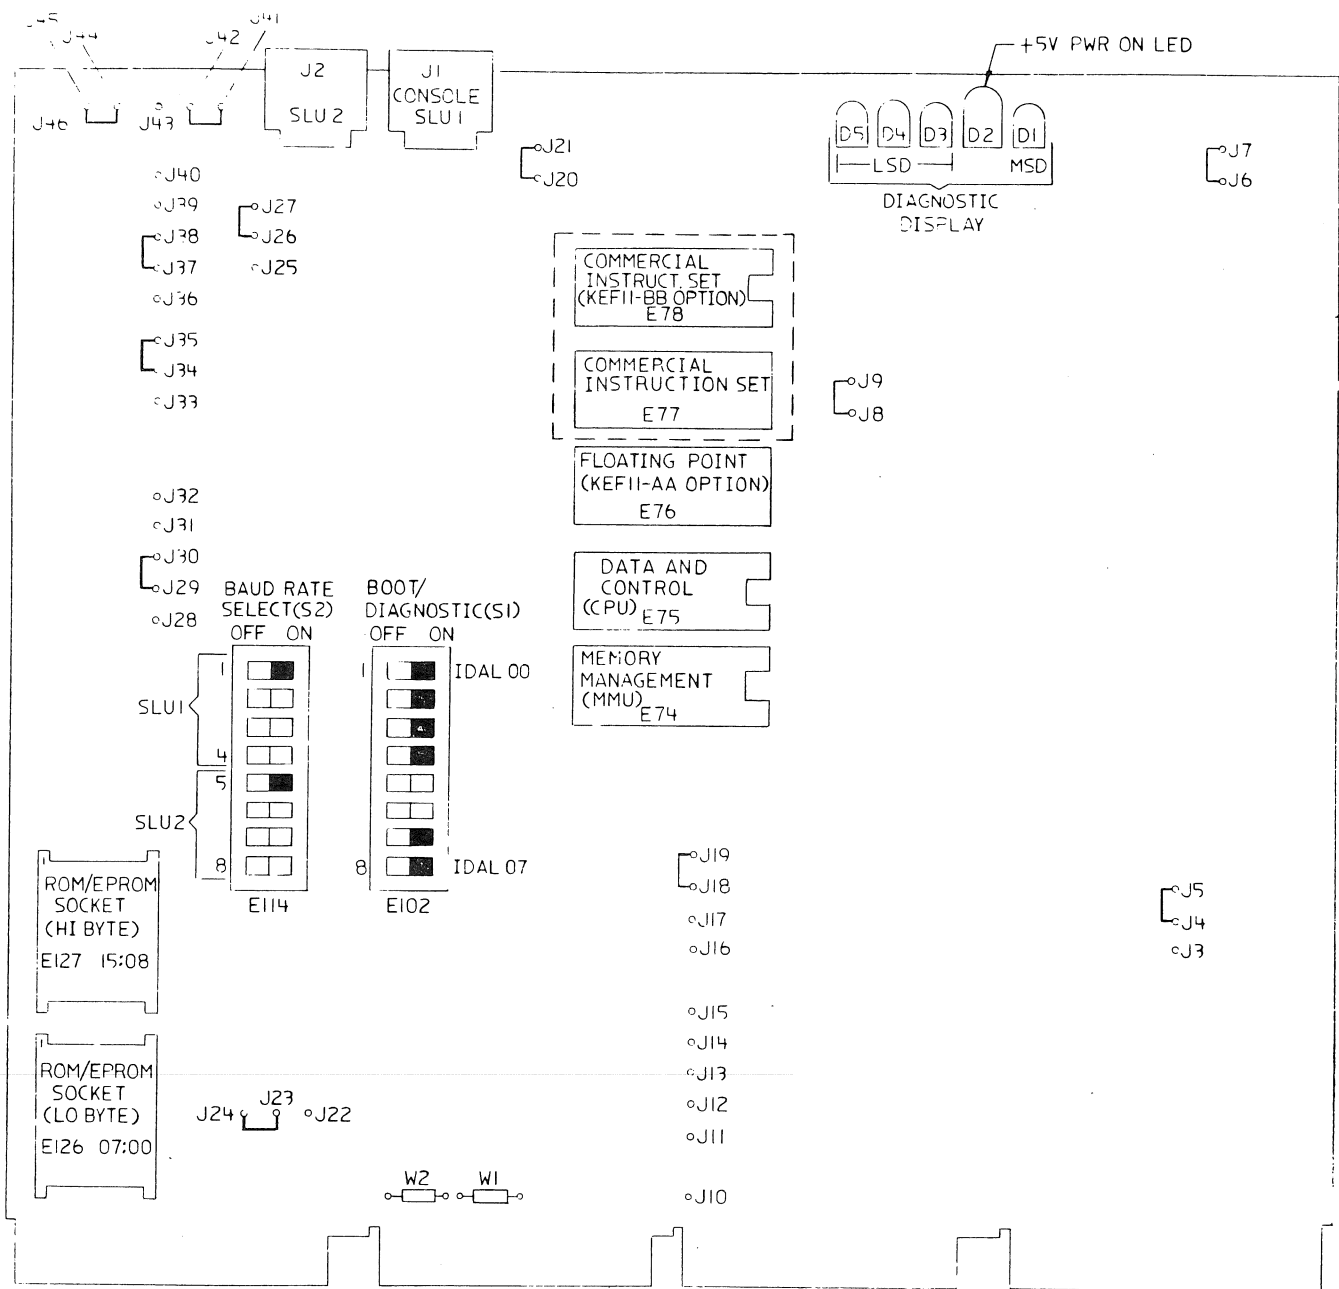 J45
J44
J42
J41
J46
J43
J2
SLU 2
J1
CONSOLE
SLU 1
+5V PWR ON LED
D5
D4
D3
D2
D1
LSD
MSD
DIAGNOSTIC
DISPLAY
J21
J20
J7
J6
J40
J39
J38
J37
J36
J35
J34
J33
J27
J26
J25
COMMERCIAL
INSTRUCT. SET
(KEF11-BB OPTION)
E78
COMMERCIAL
INSTRUCTION SET
E77
J9
J8
FLOATING POINT
(KEF11-AA OPTION)
E76
J32
J31
J30
J29
J28
DATA AND
CONTROL
(CPU)
E75
MEMORY
MANAGEMENT
(MMU)
E74
BAUD RATE
SELECT(S2)
OFF ON
BOOT/
DIAGNOSTIC(S1)
OFF ON
1
SLU1
4
5
SLU2
8
E114
1
IDAL 00
8
IDAL 07
E102
ROM/EPROM
SOCKET
(HI BYTE)
E127 15:08
ROM/EPROM
SOCKET
(LO BYTE)
E126 07:00
J19
J18
J17
J16
J15
J14
J13
J12
J11
J10
J5
J4
J3
J24
J23
J22
W2
W1